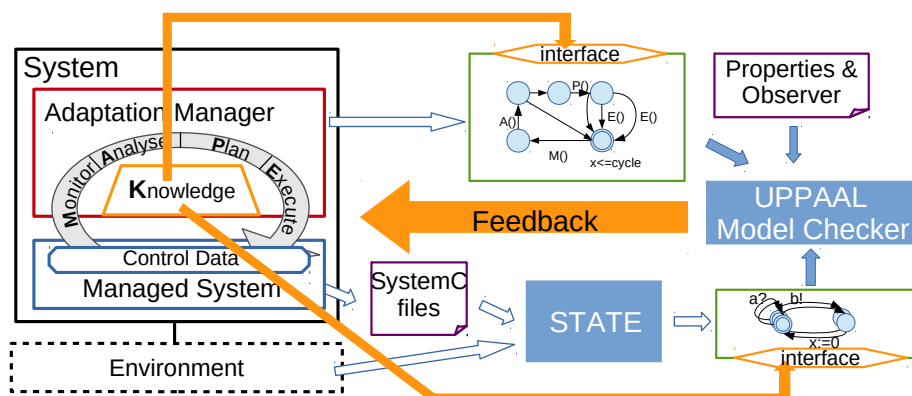 System
Adaptation Manager
Monitor
Analyse
Plan
Execute
Knowledge
Control Data
Managed System
Environment
interface
P()
A()
E()
E()
M()
x<=cycle
Properties &
Observer
Feedback
UPPAAL
Model Checker
SystemC
files
STATE
a?
b!
x:=0
interface